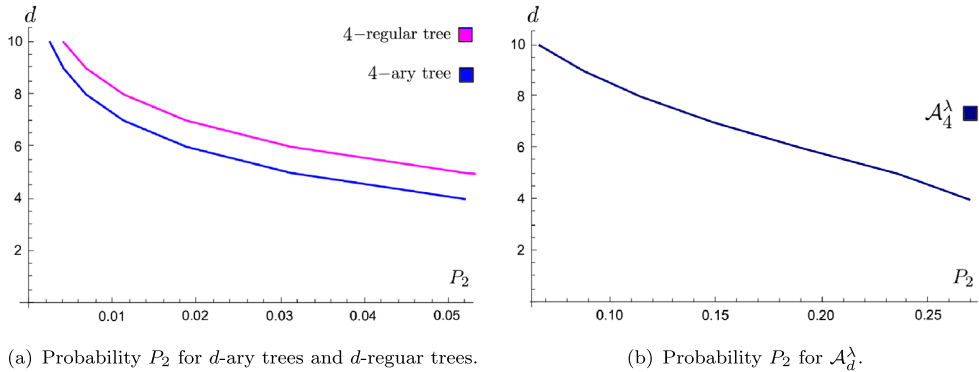 d
10
8
6
4
2
0.01 0.02 0.03 0.04 0.05
P₂
4−regular tree
4−ary tree
(a) Probability P₂ for d-ary trees and d-reguar trees.
d
10
8
6
4
2
0.10 0.15 0.20 0.25
P₂
𝒜₄^λ
(b) Probability P₂ for 𝒜_d^λ.